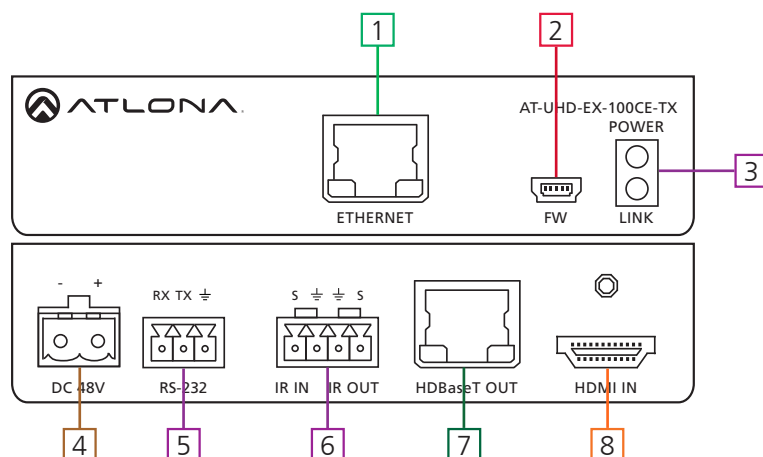 1
2
ATLONA.
AT-UHD-EX-100CE-TX
POWER
3
ETHERNET
FW
LINK
- +
RX TX
S S
DC 48V
RS-232
IR IN
IR OUT
HDBaseT OUT
HDMI IN
4
5
6
7
8